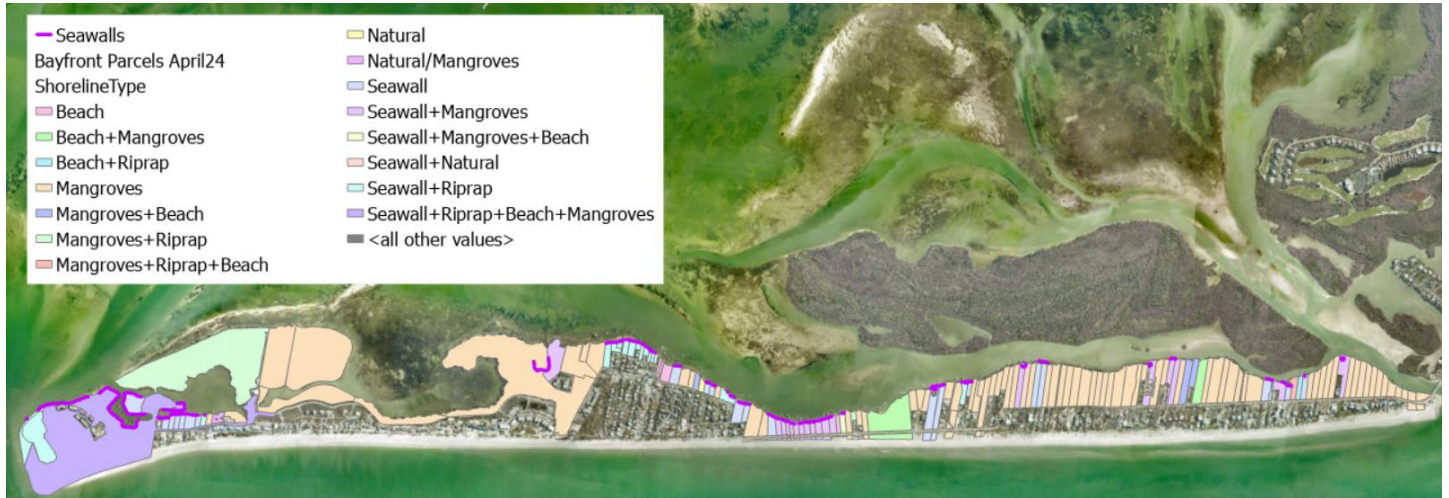 Seawalls
Bayfront Parcels April24
ShorelineType
Beach
Beach+Mangroves
Beach+Riprap
Mangroves
Mangroves+Beach
Mangroves+Riprap
Mangroves+Riprap+Beach
Natural
Natural/Mangroves
Seawall
Seawall+Mangroves
Seawall+Mangroves+Beach
Seawall+Natural
Seawall+Riprap
Seawall+Riprap+Beach+Mangroves
<all other values>